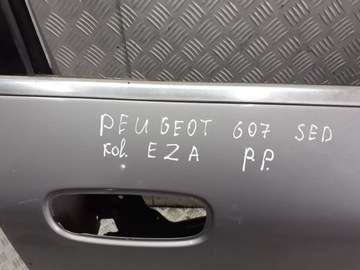 PEUGEOT 607 SED
KOL. EZA P.P.